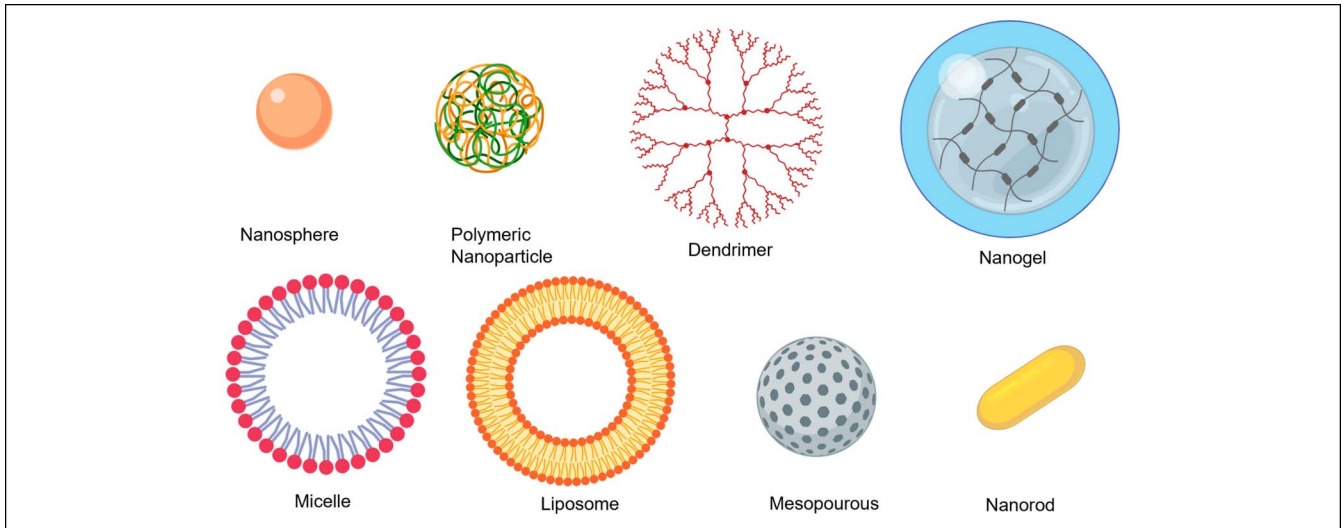 Nanosphere
Polymeric
Nanoparticle
Dendrimer
Nanogel
Micelle
Liposome
Mesopourous
Nanorod